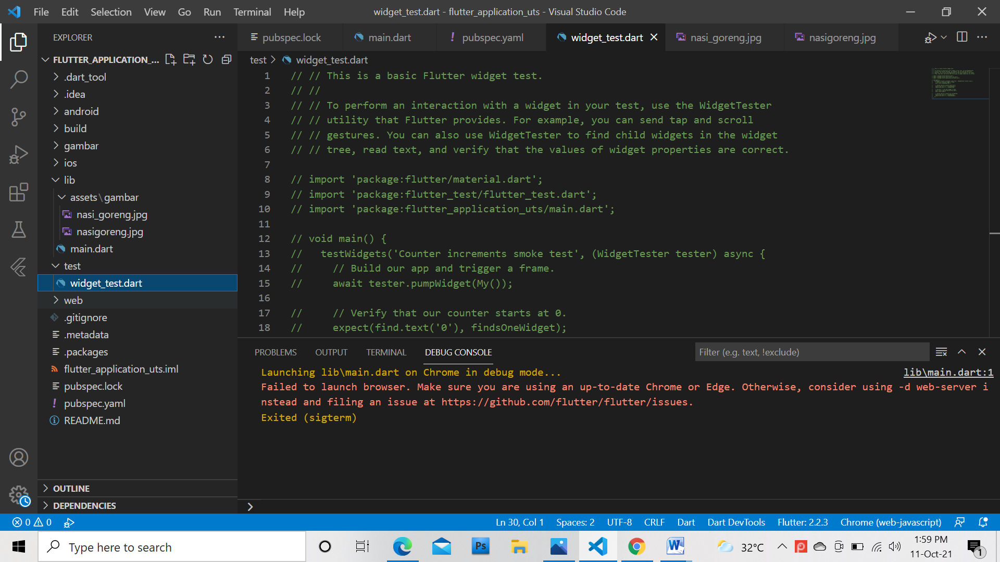 File Edit Selection View Go Run Terminal Help
widget_test.dart - flutter_application_uts - Visual Studio Code
EXPLORER
FLUTTER_APPLICATION_...
.dart_tool
.idea
android
build
gambar
ios
lib
assets\gambar
nasi_goreng.jpg
nasigoreng.jpg
main.dart
test
widget_test.dart
web
.gitignore
.metadata
.packages
flutter_application_uts.iml
pubspec.lock
pubspec.yaml
README.md
OUTLINE
DEPENDENCIES
pubspec.lock main.dart ! pubspec.yaml widget_test.dart nasi_goreng.jpg nasigoreng.jpg
test > widget_test.dart
1 // // This is a basic Flutter widget test.
2 // //
3 // // To perform an interaction with a widget in your test, use the WidgetTester
4 // // utility that Flutter provides. For example, you can send tap and scroll
5 // // gestures. You can also use WidgetTester to find child widgets in the widget
6 // // tree, read text, and verify that the values of widget properties are correct.
7
8 // import 'package:flutter/material.dart';
9 // import 'package:flutter_test/flutter_test.dart';
10 // import 'package:flutter_application_uts/main.dart';
11
12 // void main() {
13 //   testWidgets('Counter increments smoke test', (WidgetTester tester) async {
14 //     // Build our app and trigger a frame.
15 //     await tester.pumpWidget(My());
16
17 //     // Verify that our counter starts at 0.
18 //     expect(find.text('0'), findsOneWidget);
PROBLEMS OUTPUT TERMINAL DEBUG CONSOLE
Filter (e.g. text, !exclude)
Launching lib\main.dart on Chrome in debug mode... lib\main.dart:1
Failed to launch browser. Make sure you are using an up-to-date Chrome or Edge. Otherwise, consider using -d web-server i
nstead and filing an issue at https://github.com/flutter/flutter/issues.
Exited (sigterm)
0 0
Ln 30, Col 1 Spaces: 2 UTF-8 CRLF Dart Dart DevTools Flutter: 2.2.3 Chrome (web-javascript)
Type here to search
Ps
W
32°C
1:59 PM
11-Oct-21
1